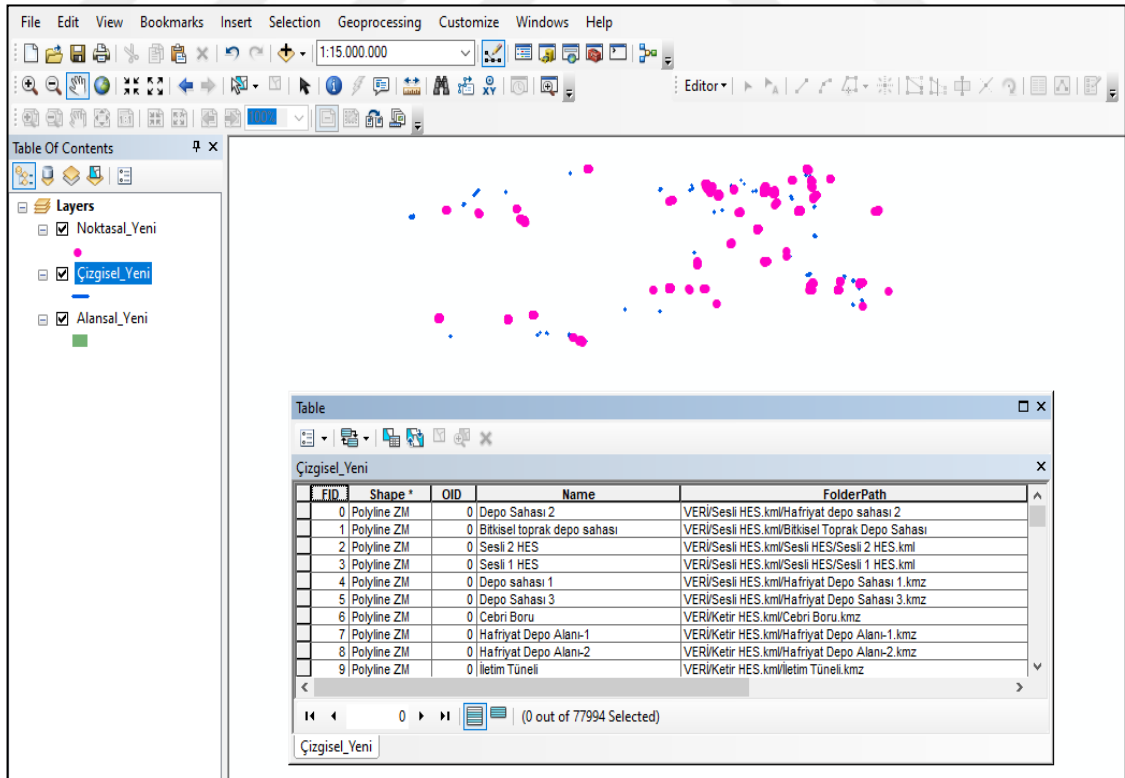 File Edit View Bookmarks Insert Selection Geoprocessing Customize Windows Help
1:15.000.000
Editor
100%
Table Of Contents
Layers
Noktasal_Yeni
Çizgisel_Yeni
Alansal_Yeni
Table
Çizgisel_Yeni
FID Shape * OID Name FolderPath
0 Polyline ZM 0 Depo Sahası 2 VERİ/Sesli HES.kml/Hafriyat depo sahası 2
1 Polyline ZM 0 Bitkisel toprak depo sahası VERİ/Sesli HES.kml/Bitkisel Toprak Depo Sahası
2 Polyline ZM 0 Sesli 2 HES VERİ/Sesli HES.kml/Sesli HES/Sesli 2 HES.kml
3 Polyline ZM 0 Sesli 1 HES VERİ/Sesli HES.kml/Sesli HES/Sesli 1 HES.kml
4 Polyline ZM 0 Depo sahası 1 VERİ/Sesli HES.kml/Hafriyat Depo Sahası 1.kmz
5 Polyline ZM 0 Depo Sahası 3 VERİ/Sesli HES.kml/Hafriyat Depo Sahası 3.kmz
6 Polyline ZM 0 Cebri Boru VERİ/Ketir HES.kml/Cebri Boru.kmz
7 Polyline ZM 0 Hafriyat Depo Alanı-1 VERİ/Ketir HES.kml/Hafriyat Depo Alanı-1.kmz
8 Polyline ZM 0 Hafriyat Depo Alanı-2 VERİ/Ketir HES.kml/Hafriyat Depo Alanı-2.kmz
9 Polyline ZM 0 İletim Tüneli VERİ/Ketir HES.kml/İletim Tüneli.kmz
0 (0 out of 77994 Selected)
Çizgisel_Yeni